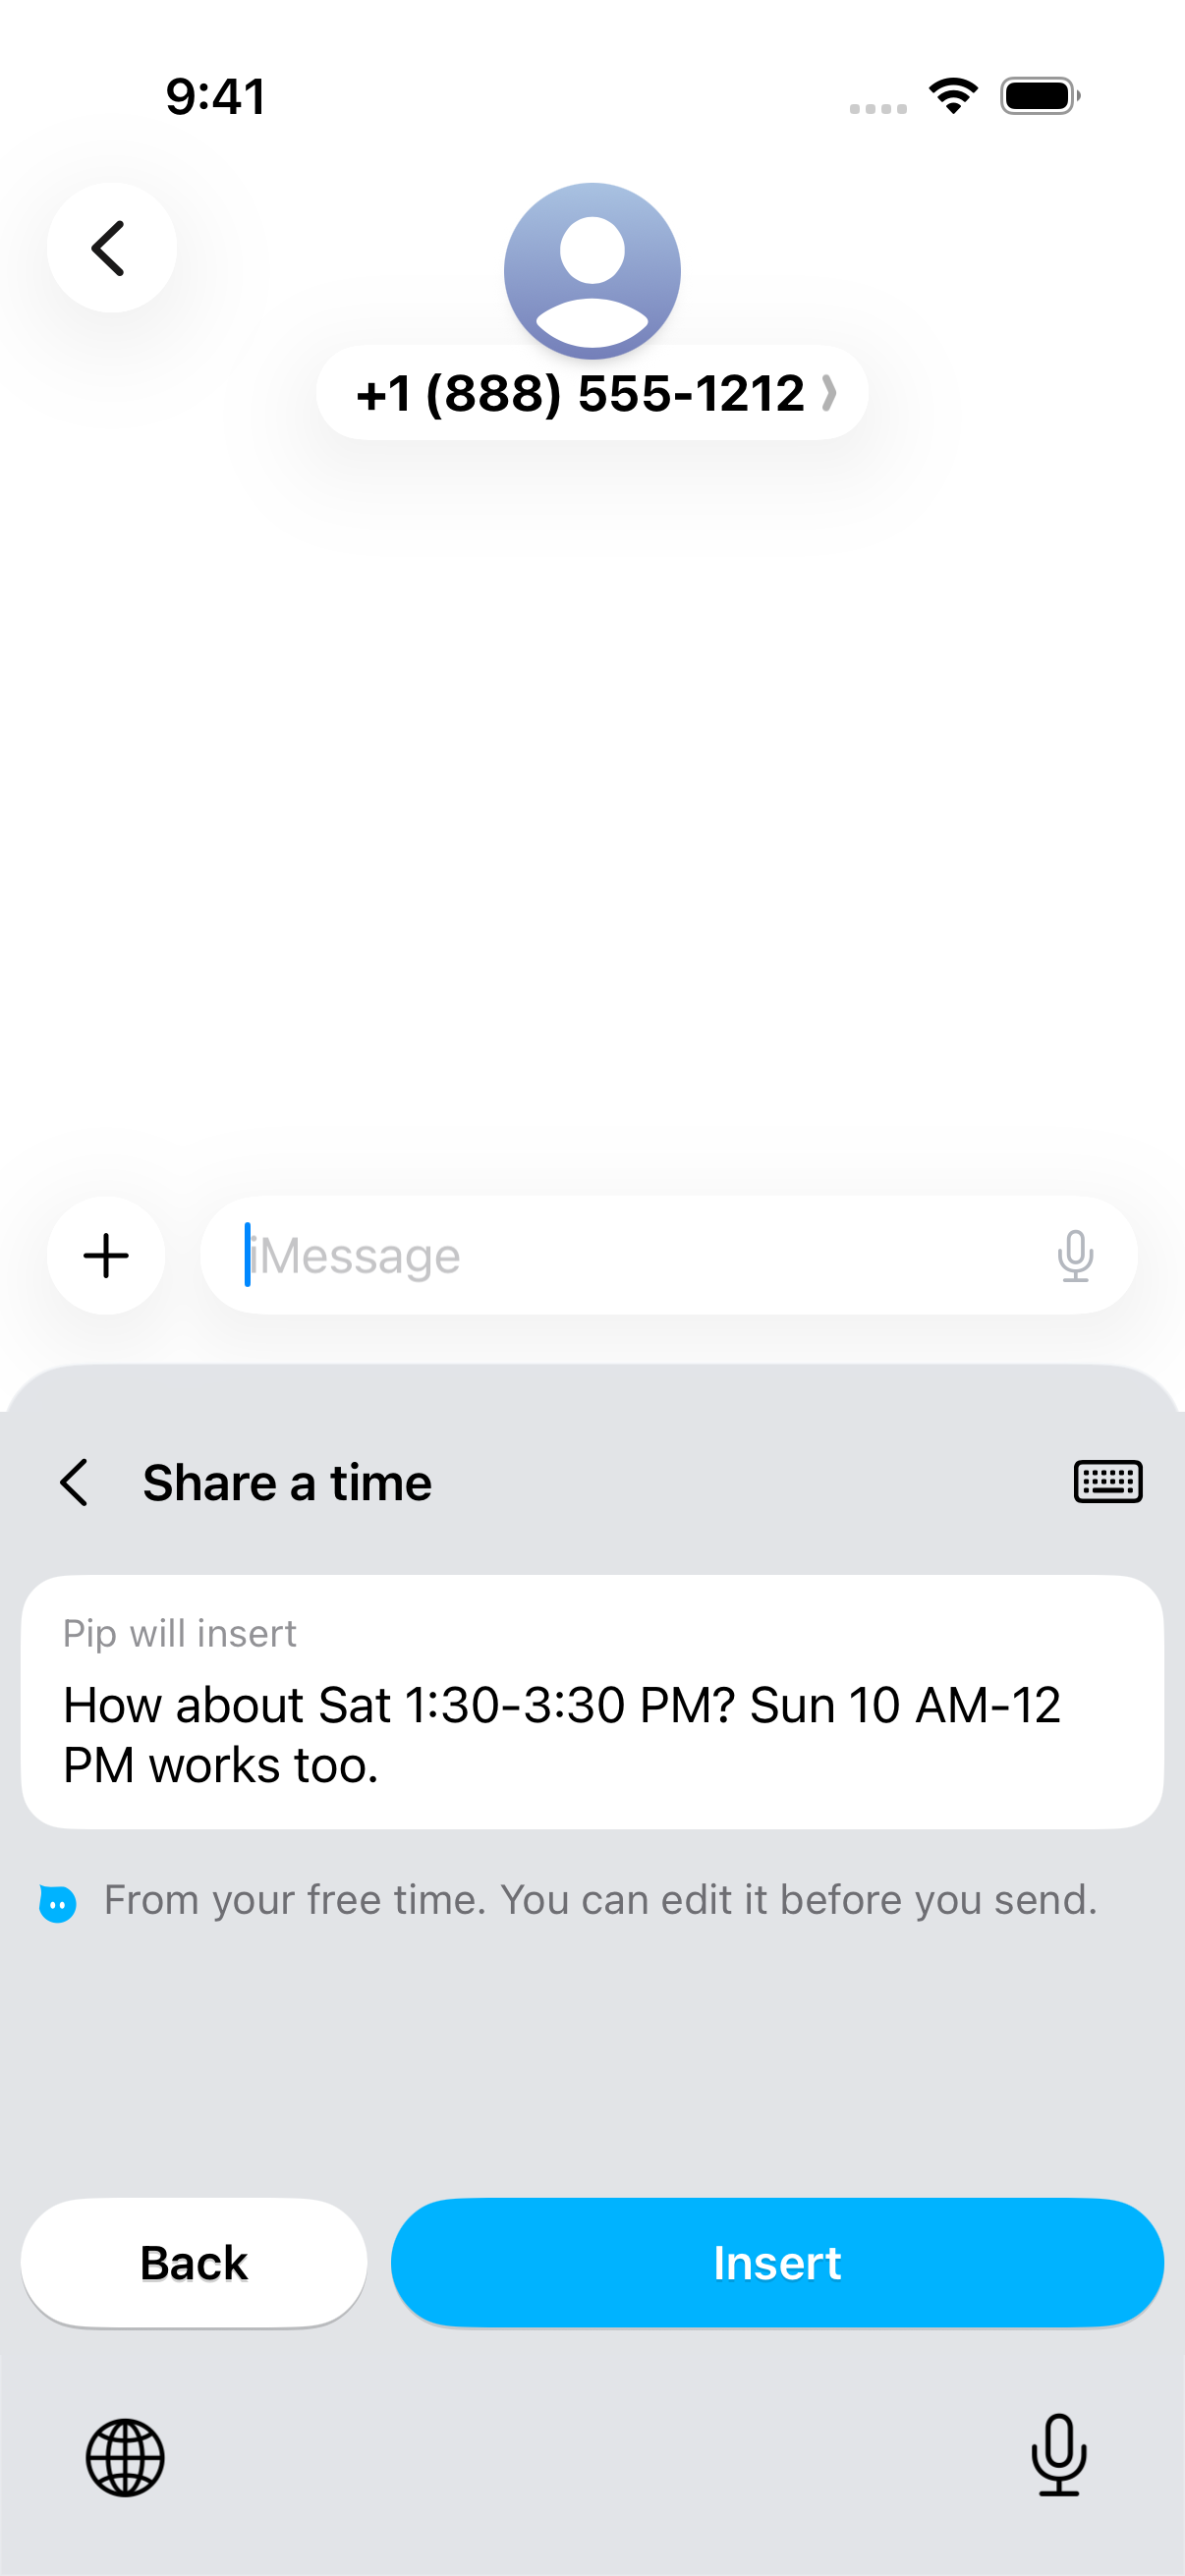 9:41
+1 (888) 555-1212
iMessage
Share a time
Pip will insert
How about Sat 1:30-3:30 PM? Sun 10 AM-12
PM works too.
From your free time. You can edit it before you send.
Back
Insert